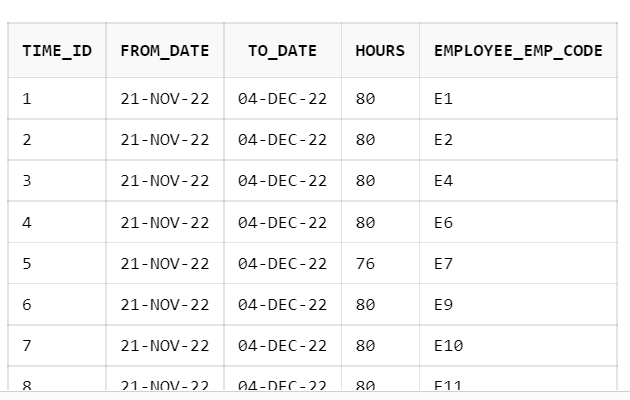 TIME_ID FROM_DATE TO_DATE HOURS EMPLOYEE_EMP_CODE
1 21-NOV-22 04-DEC-22 80 E1
2 21-NOV-22 04-DEC-22 80 E2
3 21-NOV-22 04-DEC-22 80 E4
4 21-NOV-22 04-DEC-22 80 E6
5 21-NOV-22 04-DEC-22 76 E7
6 21-NOV-22 04-DEC-22 80 E9
7 21-NOV-22 04-DEC-22 80 E10
8 21-NOV-22 04-DEC-22 80 E11